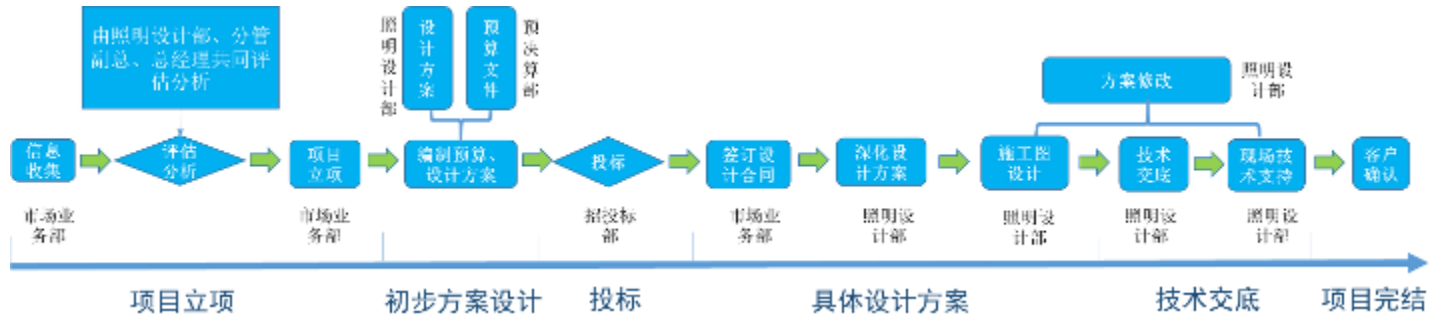 由照明设计部、分管
副总、总经理共同评
估分析
照明设计部
设计方案
预算文件
预决算部
方案修改
照明设
计部
信息
收集
评估
分析
项目
立项
编制预算、
设计方案
投标
签订设
计合同
深化设
计方案
施工图
设计
技术
交底
现场技
术支持
客户
确认
市场业
务部
市场业
务部
招投标
部
市场业
务部
照明设
计部
照明设
计部
照明设
计部
照明设
计部
项目立项
初步方案设计
投标
具体设计方案
技术交底
项目完结